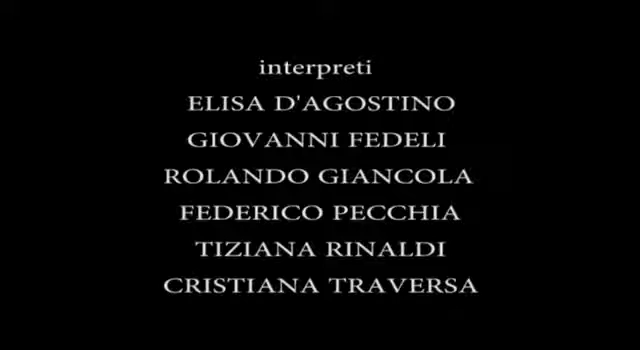 interpreti
ELISA D'AGOSTINO
GIOVANNI FEDELI
ROLANDO GIANCOLA
FEDERICO PECCHIA
TIZIANA RINALDI
CRISTIANA TRAVERSA